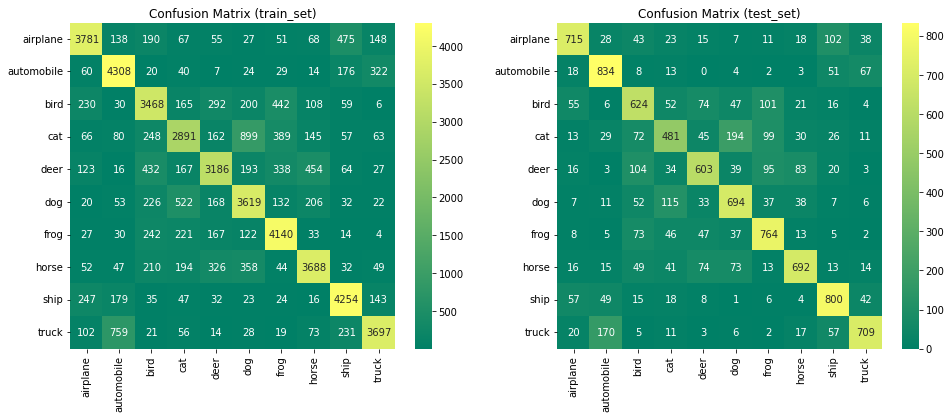 Confusion Matrix (train_set)
airplane 3781 138 190 67 55 27 51 68 475 148
automobile 60 4308 20 40 7 24 29 14 176 322
bird 230 30 3468 165 292 200 442 108 59 6
cat 66 80 248 2891 162 899 389 145 57 63
deer 123 16 432 167 3186 193 338 454 64 27
dog 20 53 226 522 168 3619 132 206 32 22
frog 27 30 242 221 167 122 4140 33 14 4
horse 52 47 210 194 326 358 44 3688 32 49
ship 247 179 35 47 32 23 24 16 4254 143
truck 102 759 21 56 14 28 19 73 231 3697
airplane automobile bird cat deer dog frog horse ship truck
4000
3500
3000
2500
2000
1500
1000
500
Confusion Matrix (test_set)
airplane 715 28 43 23 15 7 11 18 102 38
automobile 18 834 8 13 0 4 2 3 51 67
bird 55 6 624 52 74 47 101 21 16 4
cat 13 29 72 481 45 194 99 30 26 11
deer 16 3 104 34 603 39 95 83 20 3
dog 7 11 52 115 33 694 37 38 7 6
frog 8 5 73 46 47 37 764 13 5 2
horse 16 15 49 41 74 73 13 692 13 14
ship 57 49 15 18 8 1 6 4 800 42
truck 20 170 5 11 3 6 2 17 57 709
airplane automobile bird cat deer dog frog horse ship truck
800
700
600
500
400
300
200
100
0